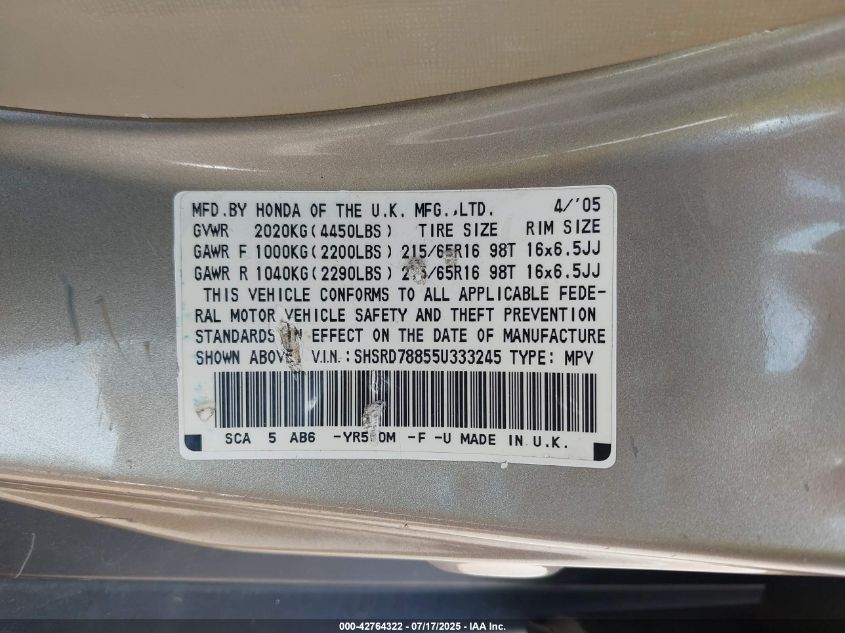 MFD.BY HONDA OF THE U.K. MFG.,LTD. 4/'05
GVWR 2020KG(4450LBS) TIRE SIZE RIM SIZE
GAWR F 1000KG(2200LBS) 215/65R16 98T 16x6.5JJ
GAWR R 1040KG(2290LBS) 215/65R16 98T 16x6.5JJ
THIS VEHICLE CONFORMS TO ALL APPLICABLE FEDE-
RAL MOTOR VEHICLE SAFETY AND THEFT PREVENTION
STANDARDS IN EFFECT ON THE DATE OF MANUFACTURE
SHOWN ABOVE. V.I.N.: SHSRD78855U333245 TYPE: MPV
SCA 5 AB6 -F -U MADE IN U.K.
000-42764322 / 07/17/2025 - IAA Inc.